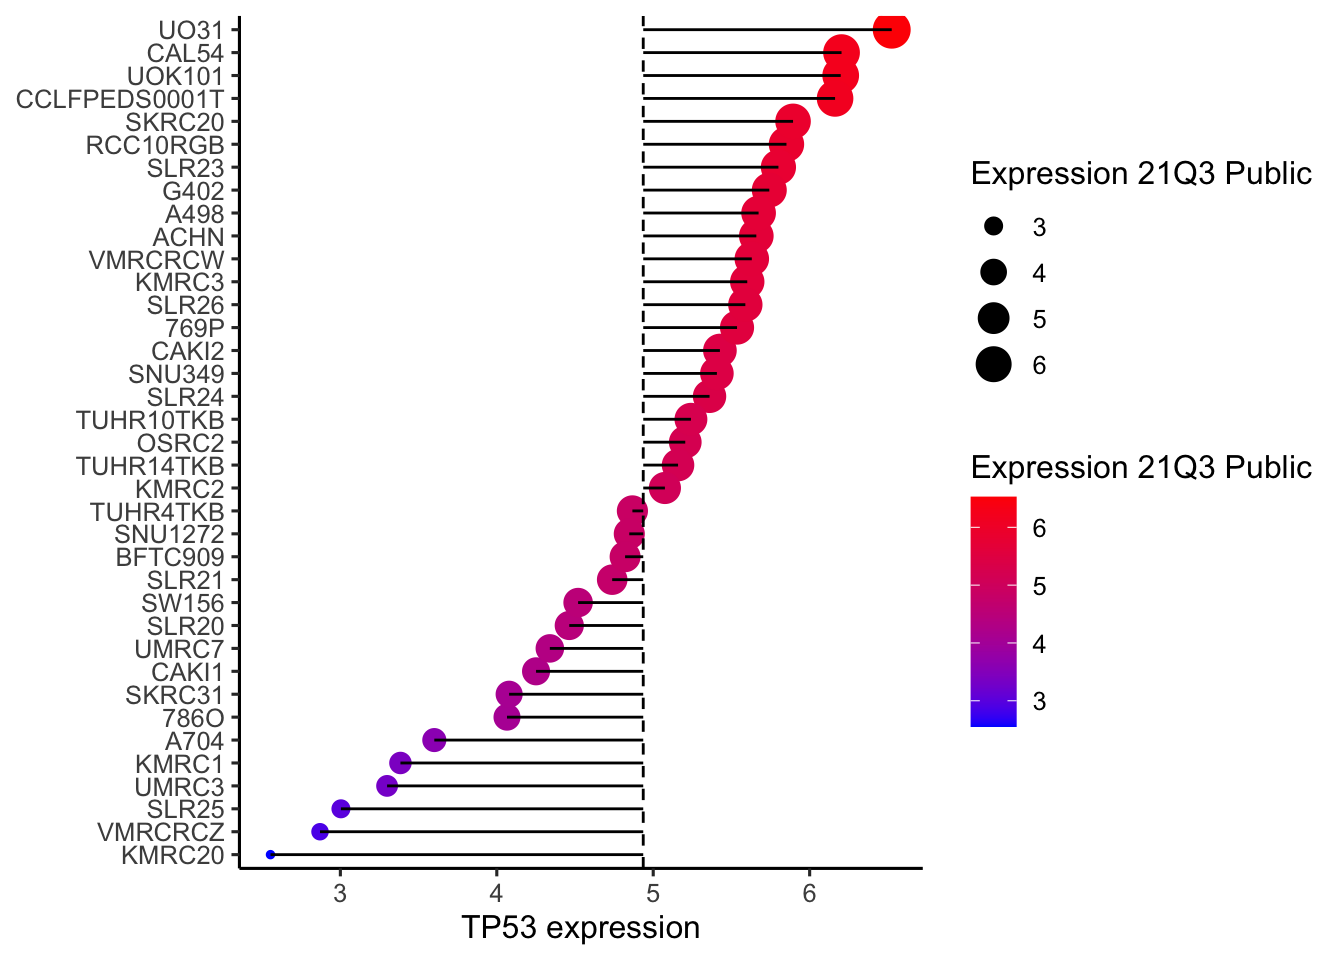 UO31
CAL54
UOK101
CCLFPEDS0001T
SKRC20
RCC10RGB
SLR23
G402
A498
ACHN
VMRCRCW
KMRC3
SLR26
769P
CAKI2
SNU349
SLR24
TUHR10TKB
OSRC2
TUHR14TKB
KMRC2
TUHR4TKB
SNU1272
BFTC909
SLR21
SW156
SLR20
UMRC7
CAKI1
SKRC31
786O
A704
KMRC1
UMRC3
SLR25
VMRCRCZ
KMRC20
3 4 5 6
TP53 expression
Expression 21Q3 Public
3
4
5
6
Expression 21Q3 Public
6
5
4
3